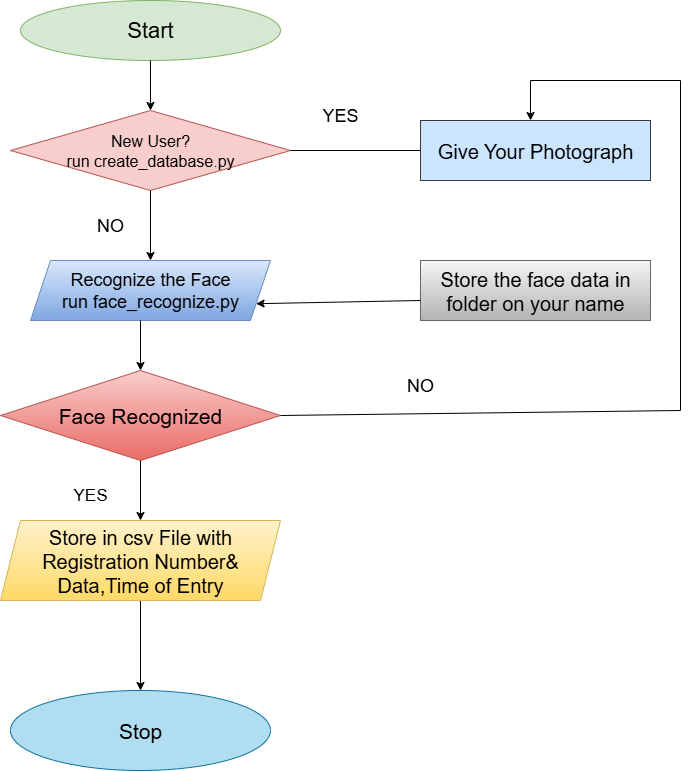 Start
New User?
run create_database.py
YES
Give Your Photograph
NO
Recognize the Face
run face_recognize.py
Store the face data in
folder on your name
NO
Face Recognized
YES
Store in csv File with
Registration Number&
Data,Time of Entry
Stop